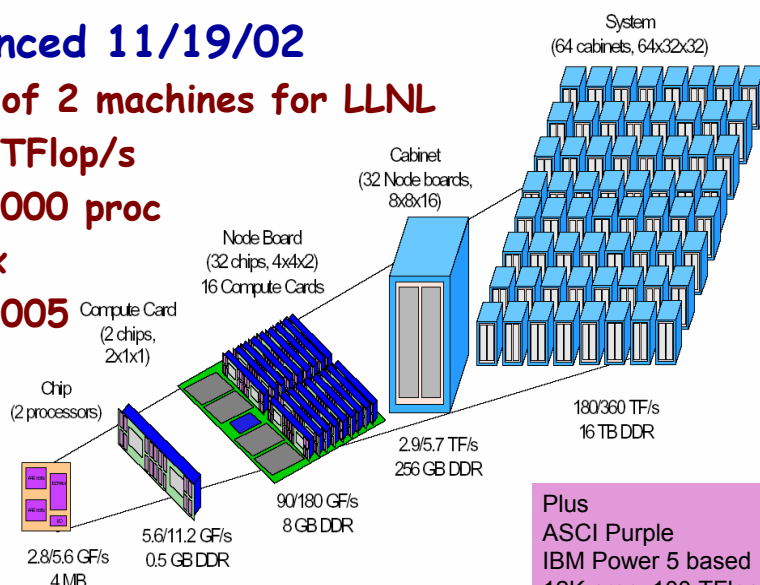 nced 11/19/02
of 2 machines for LLNL
TFlop/s
000 proc
x
005
System
(64 cabinets, 64x32x32)
Cabinet
(32 Node boards,
8x8x16)
Node Board
(32 chips, 4x4x2)
16 Compute Cards
Compute Card
(2 chips,
2x1x1)
Chip
(2 processors)
180/360 TF/s
16 TB DDR
2.9/5.7 TF/s
256 GB DDR
90/180 GF/s
8 GB DDR
5.6/11.2 GF/s
0.5 GB DDR
2.8/5.6 GF/s
4 MB
Plus
ASCI Purple
IBM Power 5 based